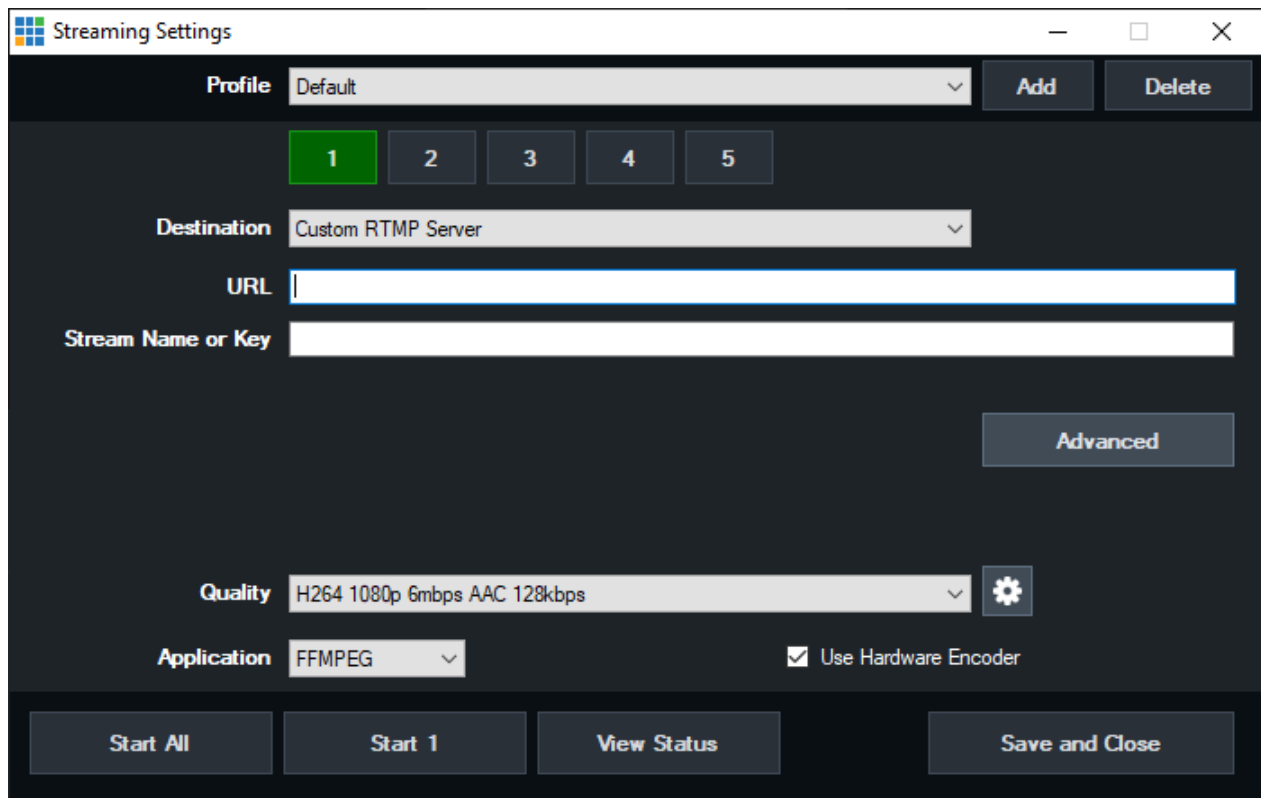 Streaming Settings
Profile Default Add Delete
1 2 3 4 5
Destination Custom RTMP Server
URL
Stream Name or Key
Advanced
Quality H264 1080p 6mbps AAC 128kbps
Application FFMPEG Use Hardware Encoder
Start All Start 1 View Status Save and Close